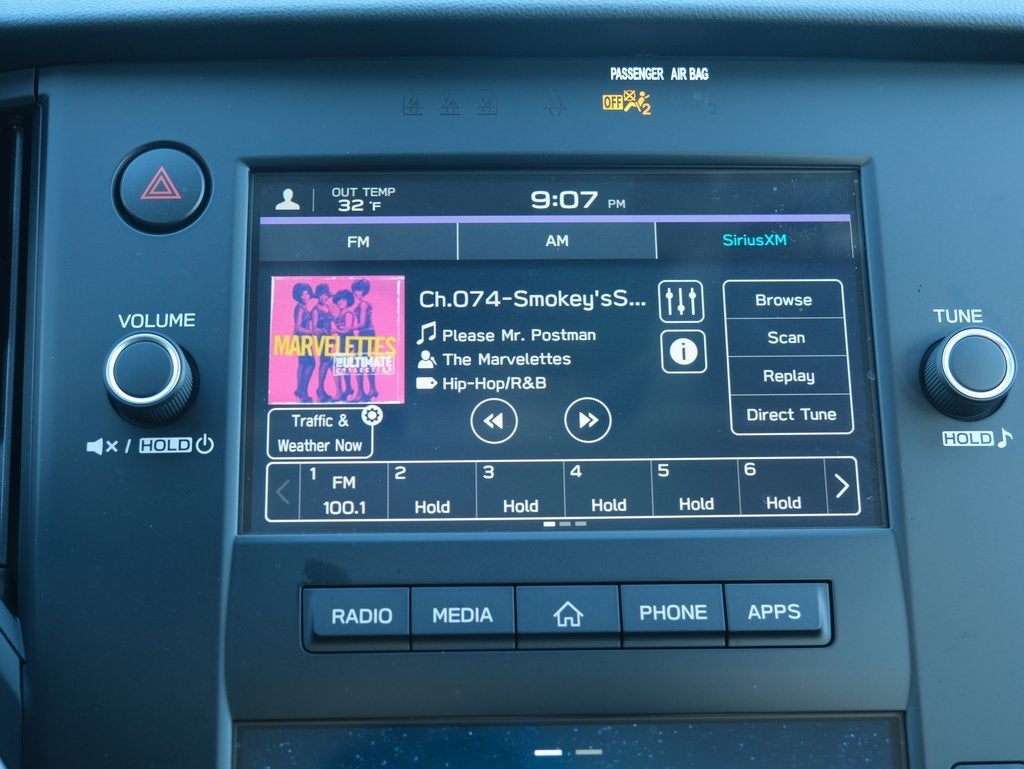 PASSENGER AIR BAG
OFF 2
OUT TEMP
32 °F
9:07 PM
FM
AM
SiriusXM
MARVELETTES
THE ULTIMATE
COLLECTION
Ch.074-Smokey'sS...
Please Mr. Postman
The Marvelettes
Hip-Hop/R&B
Browse
Scan
Replay
Direct Tune
Traffic &
Weather Now
1 FM
100.1
2 Hold
3 Hold
4 Hold
5 Hold
6 Hold
VOLUME
/ HOLD
TUNE
HOLD
RADIO
MEDIA
PHONE
APPS